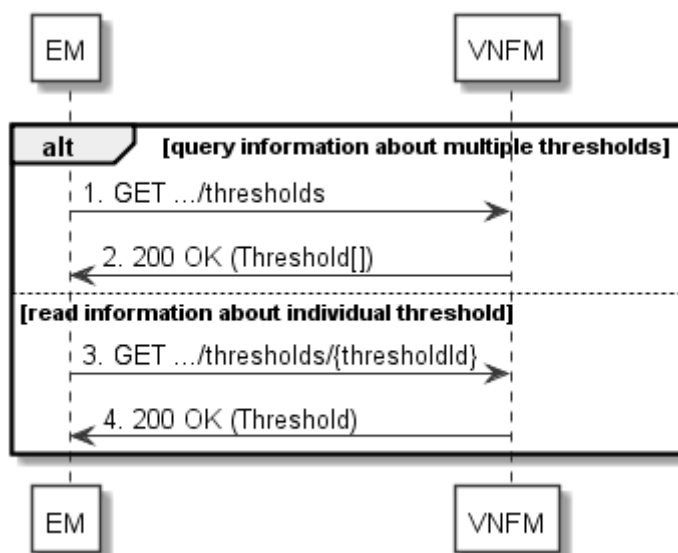 EM VNFM
alt [query information about multiple thresholds]
1. GET .../thresholds
2. 200 OK (Threshold[])
[read information about individual threshold]
3. GET .../thresholds/{thresholdId}
4. 200 OK (Threshold)
EM VNFM